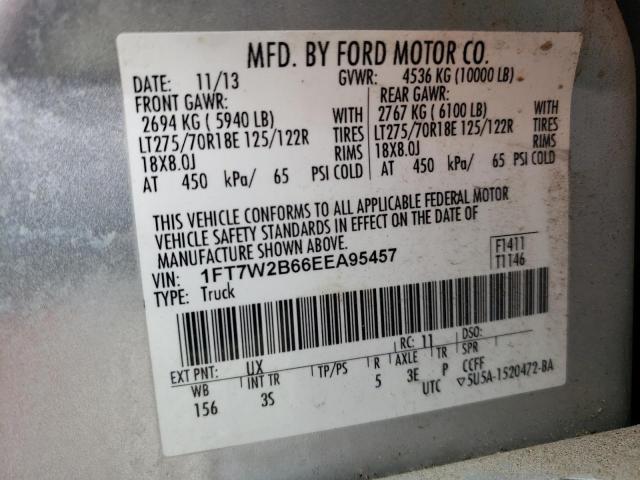 MFD. BY FORD MOTOR CO.
DATE: 11/13 GVWR: 4536 KG (10000 LB)
FRONT GAWR: REAR GAWR:
2694 KG ( 5940 LB) WITH 2767 KG ( 6100 LB) WITH
LT275/70R18E 125/122R TIRES LT275/70R18E 125/122R TIRES
18X8.0J RIMS 18X8.0J RIMS
AT 450 kPa/ 65 PSI COLD AT 450 kPa/ 65 PSI COLD
THIS VEHICLE CONFORMS TO ALL APPLICABLE FEDERAL MOTOR
VEHICLE SAFETY STANDARDS IN EFFECT ON THE DATE OF
MANUFACTURE SHOWN ABOVE.
VIN: 1FT7W2B66EEA95457 F1411
TYPE: Truck T1146
EXT PNT: UX RC: 11 DSO:
WB INT TR TP/PS R AXLE TR SPR
156 3S 5 3E P CCFF
UTC ▽5U5A-1520472-BA